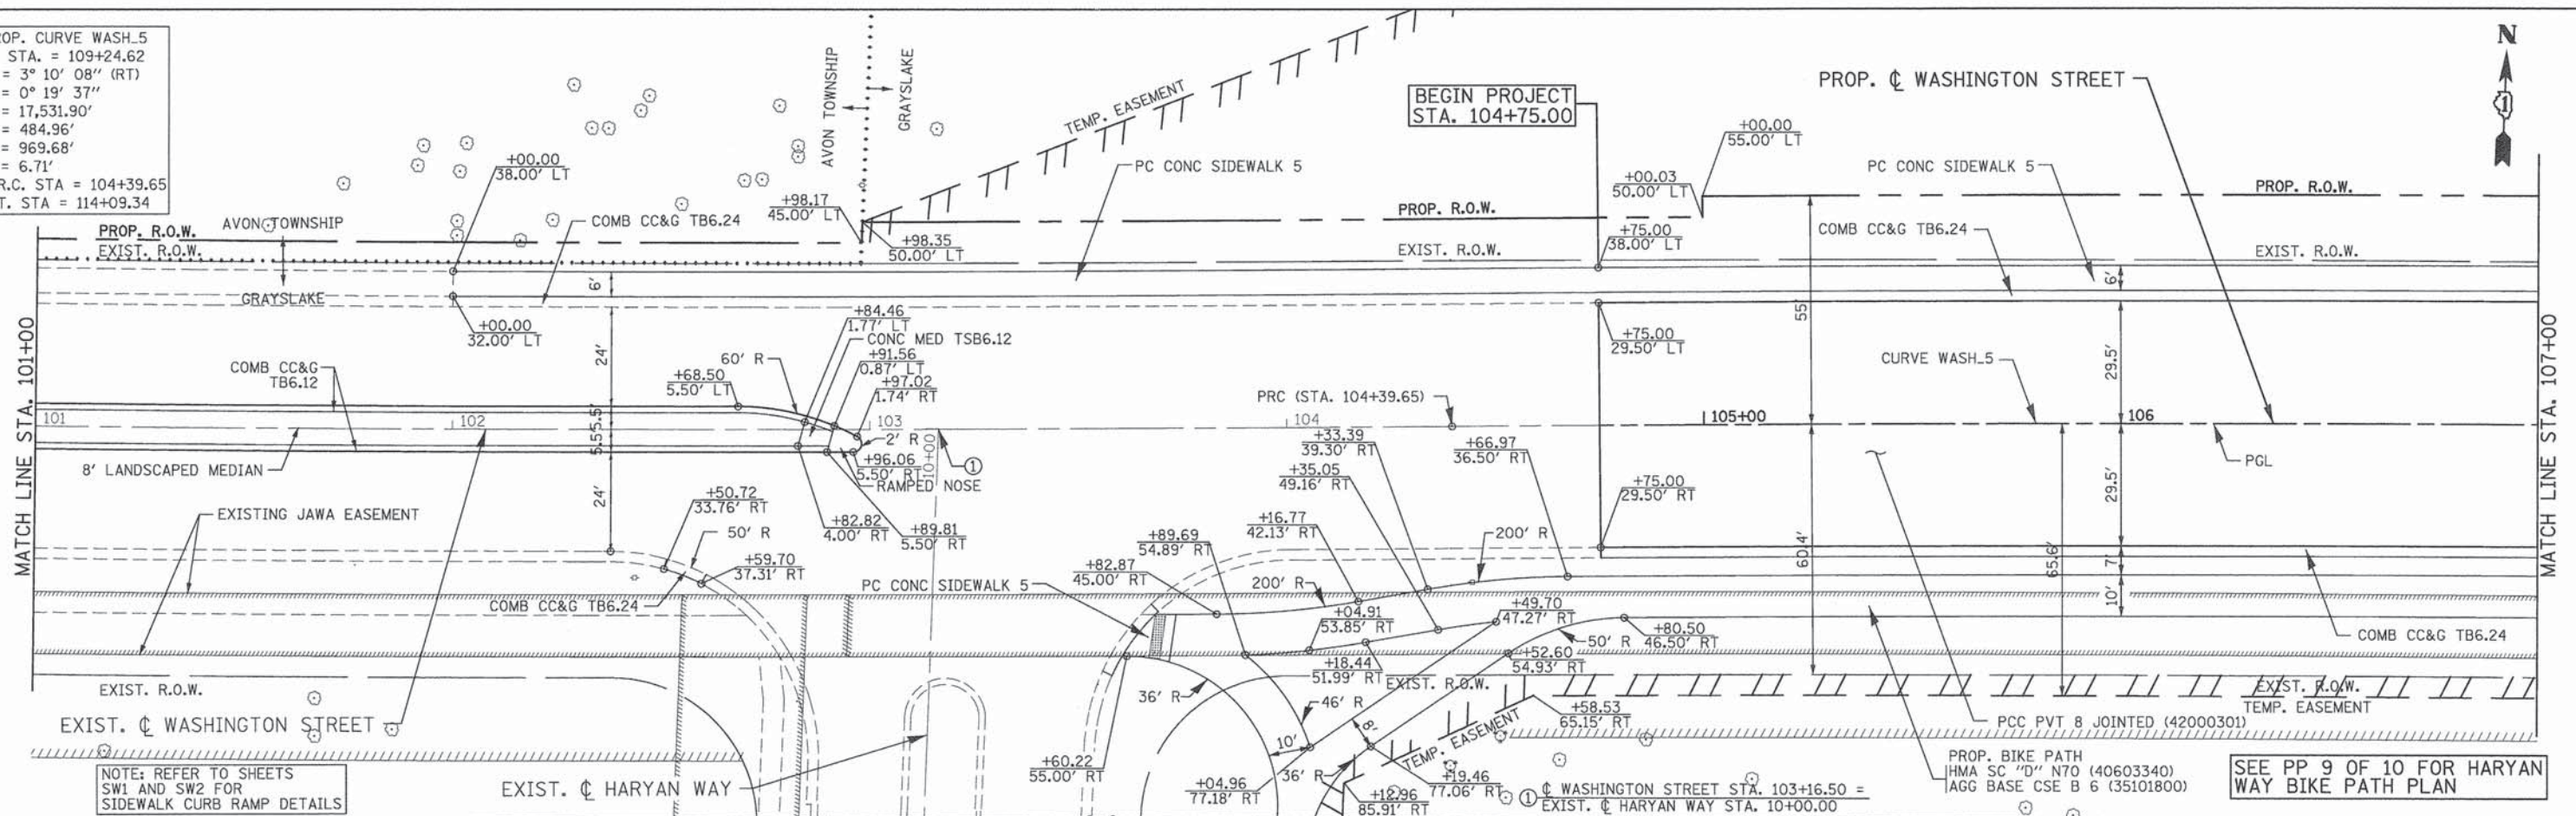 OP. CURVE WASH_5
STA. = 109+24.62
= 3° 10' 08" (RT)
= 0° 19' 37"
= 17,531.90'
= 484.96'
= 969.68'
= 6.71'
R.C. STA = 104+39.65
T. STA = 114+09.34
AVON TOWNSHIP
GRAYSLAKE
TEMP. EASEMENT
BEGIN PROJECT
STA. 104+75.00
PROP. ℄ WASHINGTON STREET
N
1
+00.00
38.00' LT
+98.17
45.00' LT
+98.35
50.00' LT
PC CONC SIDEWALK 5
+00.03
50.00' LT
+00.00
55.00' LT
PC CONC SIDEWALK 5
PROP. R.O.W.
PROP. R.O.W.
PROP. R.O.W.
EXIST. R.O.W.
AVON TOWNSHIP
COMB CC&G TB6.24
EXIST. R.O.W.
+75.00
38.00' LT
COMB CC&G TB6.24
EXIST. R.O.W.
GRAYSLAKE
6'
6'
+00.00
32.00' LT
+84.46
1.77' LT
CONC MED TSB6.12
+91.56
0.87' LT
+97.02
1.74' RT
+75.00
29.50' LT
55'
MATCH LINE STA. 101+00
COMB CC&G
TB6.12
24'
60' R
+68.50
5.50' LT
CURVE WASH_5
29.5'
MATCH LINE STA. 107+00
PRC (STA. 104+39.65)
101
102
5.5'
5.5'
103
104
105+00
106
8' LANDSCAPED MEDIAN
2' R
+96.06
5.50' RT
RAMPED NOSE
10+00
1
+33.39
39.30' RT
+35.05
49.16' RT
+66.97
36.50' RT
PGL
24'
+75.00
29.50' RT
29.5'
EXISTING JAWA EASEMENT
+50.72
33.76' RT
50' R
+82.82
4.00' RT
+89.81
5.50' RT
+89.69
54.89' RT
+16.77
42.13' RT
200' R
60.4'
65.6'
7'
+59.70
37.31' RT
+82.87
45.00' RT
PC CONC SIDEWALK 5
200' R
10'
COMB CC&G TB6.24
+04.91
53.85' RT
+49.70
47.27' RT
+80.50
46.50' RT
50' R
COMB CC&G TB6.24
+52.60
54.93' RT
+18.44
51.99' RT
EXIST. R.O.W.
EXIST. R.O.W.
EXIST. R.O.W.
TEMP. EASEMENT
EXIST. ℄ WASHINGTON STREET
36' R
46' R
+58.53
65.15' RT
PCC PVT 8 JOINTED (42000301)
8'
10'
TEMP. EASEMENT
NOTE: REFER TO SHEETS
SW1 AND SW2 FOR
SIDEWALK CURB RAMP DETAILS
EXIST. ℄ HARYAN WAY
+60.22
55.00' RT
+04.96
77.18' RT
36' R
+12.96
85.91' RT
+19.46
77.06' RT
1 ℄ WASHINGTON STREET STA. 103+16.50 =
EXIST. ℄ HARYAN WAY STA. 10+00.00
PROP. BIKE PATH
HMA SC "D" N70 (40603340)
AGG BASE CSE B 6 (35101800)
SEE PP 9 OF 10 FOR HARYAN
WAY BIKE PATH PLAN